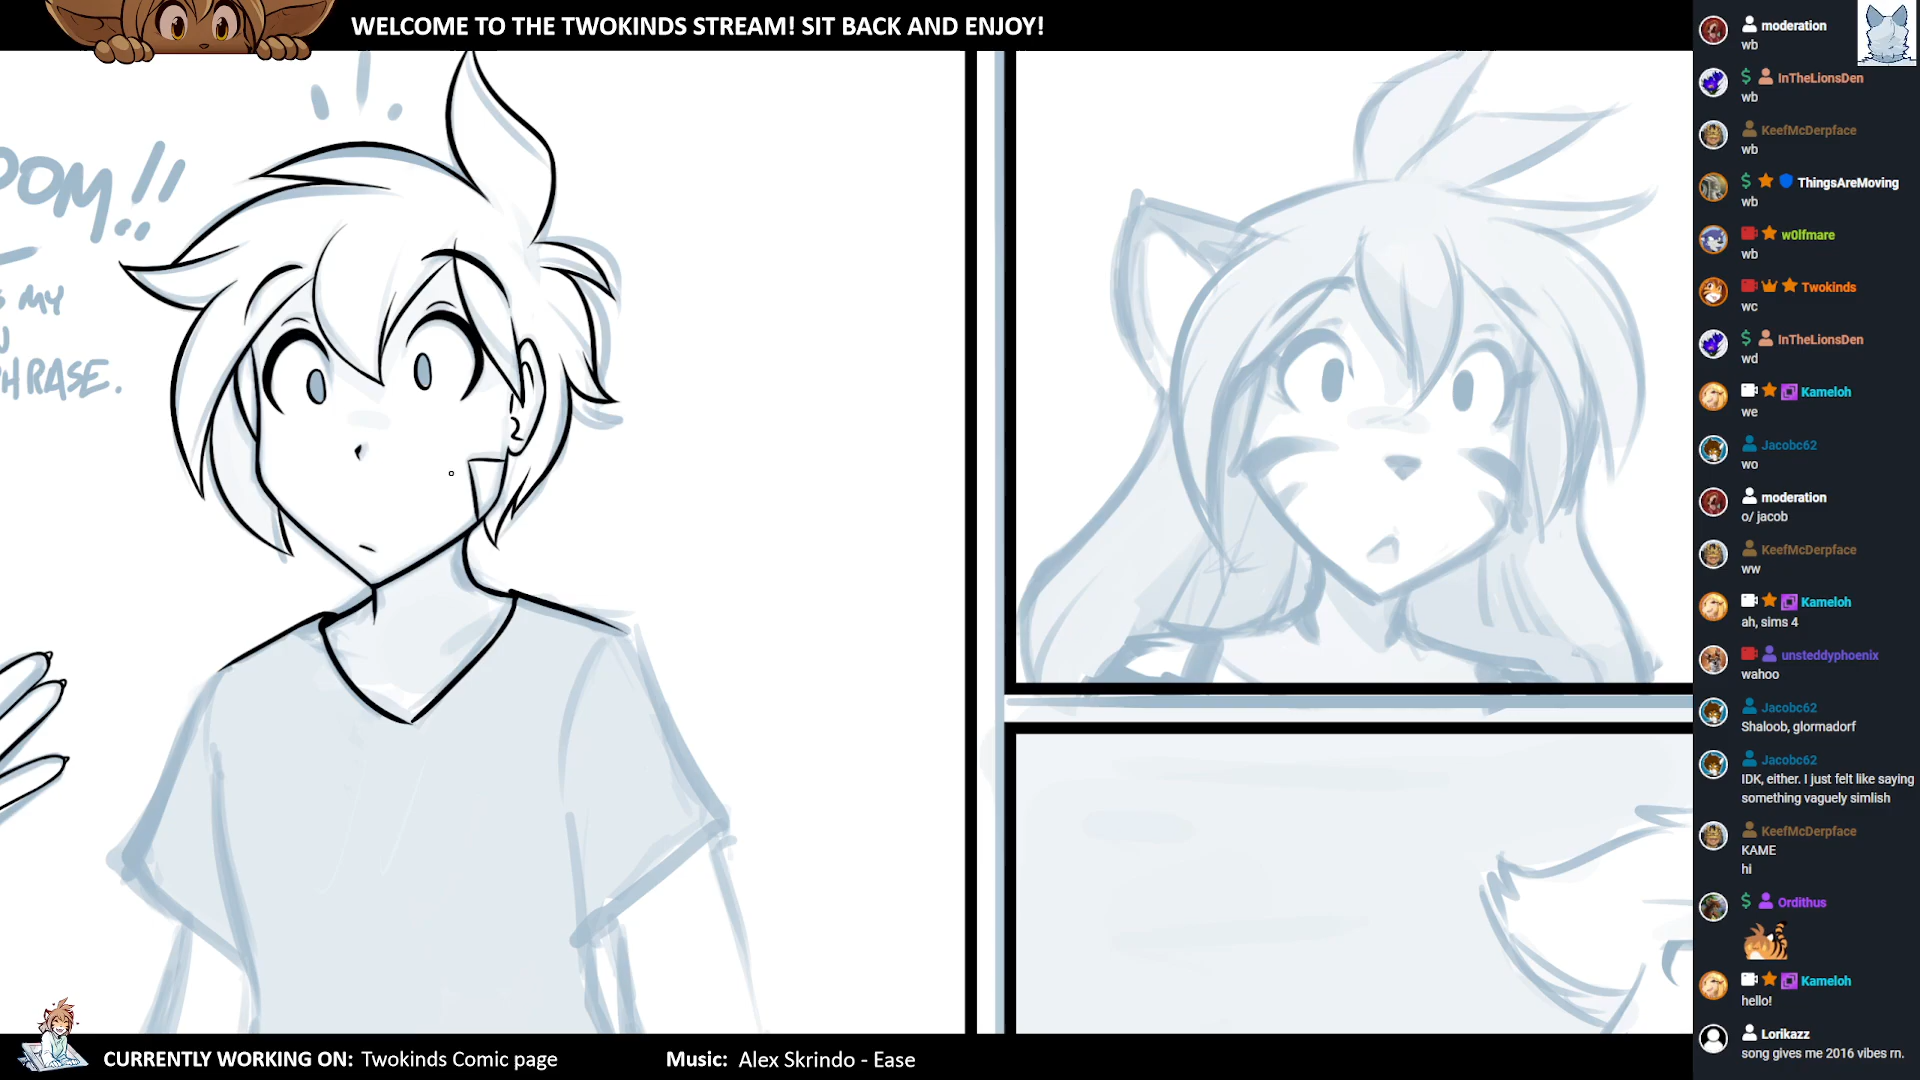 WELCOME TO THE TWOKINDS STREAM! SIT BACK AND ENJOY!
OOM!!
MY
HRASE.
CURRENTLY WORKING ON: Twokinds Comic page
Music: Alex Skrindo - Ease
moderation
wb
InTheLionsDen
wb
KeefMcDerpface
wb
ThingsAreMoving
wb
w0lfmare
wb
Twokinds
wc
InTheLionsDen
wd
Kameloh
we
Jacobc62
wo
moderation
o/ jacob
KeefMcDerpface
ww
Kameloh
ah, sims 4
unsteddyphoenix
wahoo
Jacobc62
Shaloob, glormadorf
Jacobc62
IDK, either. I just felt like saying
something vaguely simlish
KeefMcDerpface
KAME
hi
Ordithus
Kameloh
hello!
Lorikazz
song gives me 2016 vibes rn.